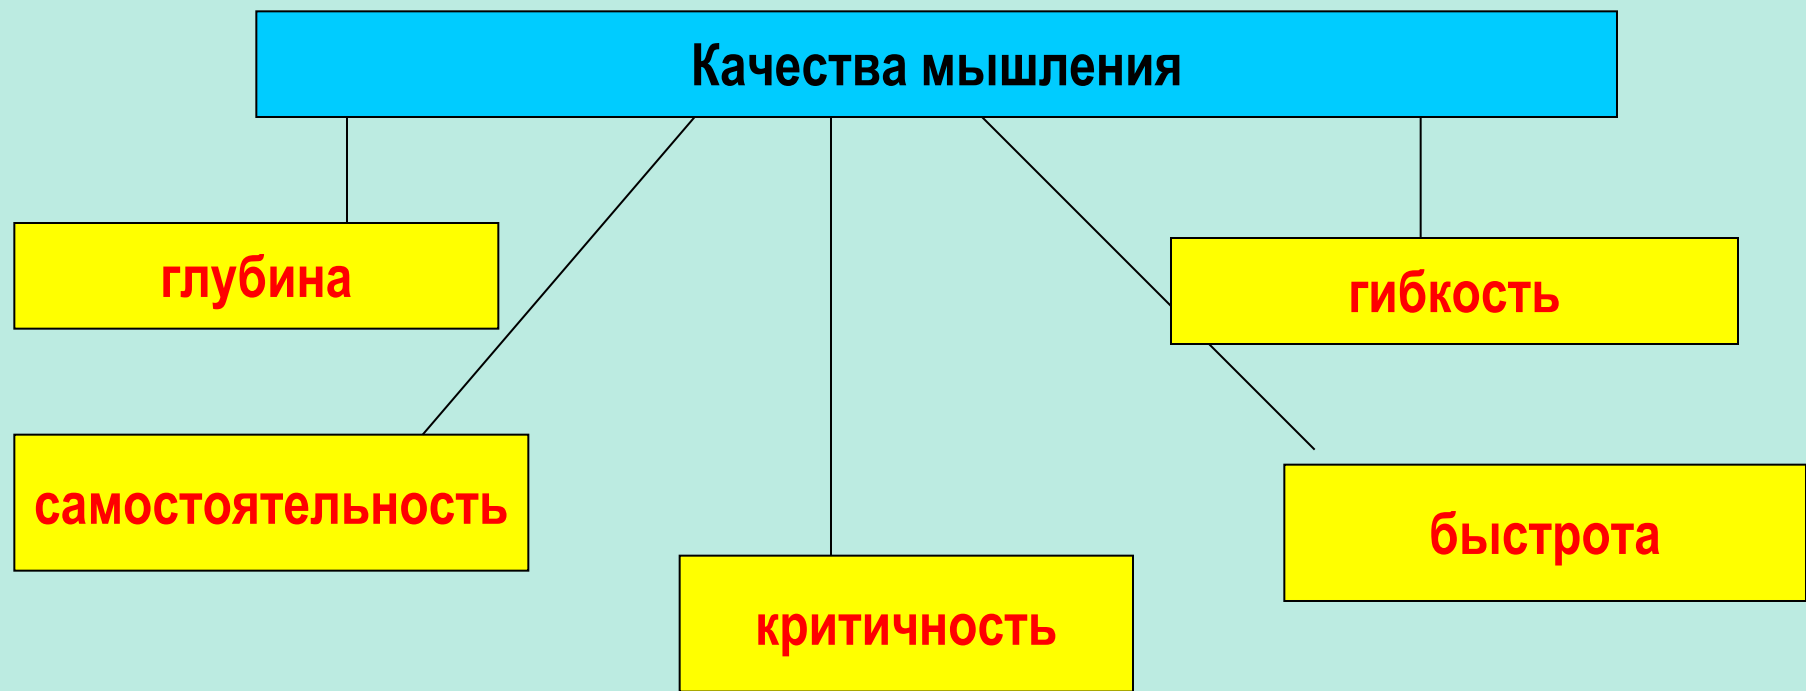 Качества мышления
глубина
гибкость
самостоятельность
быстрота
критичность